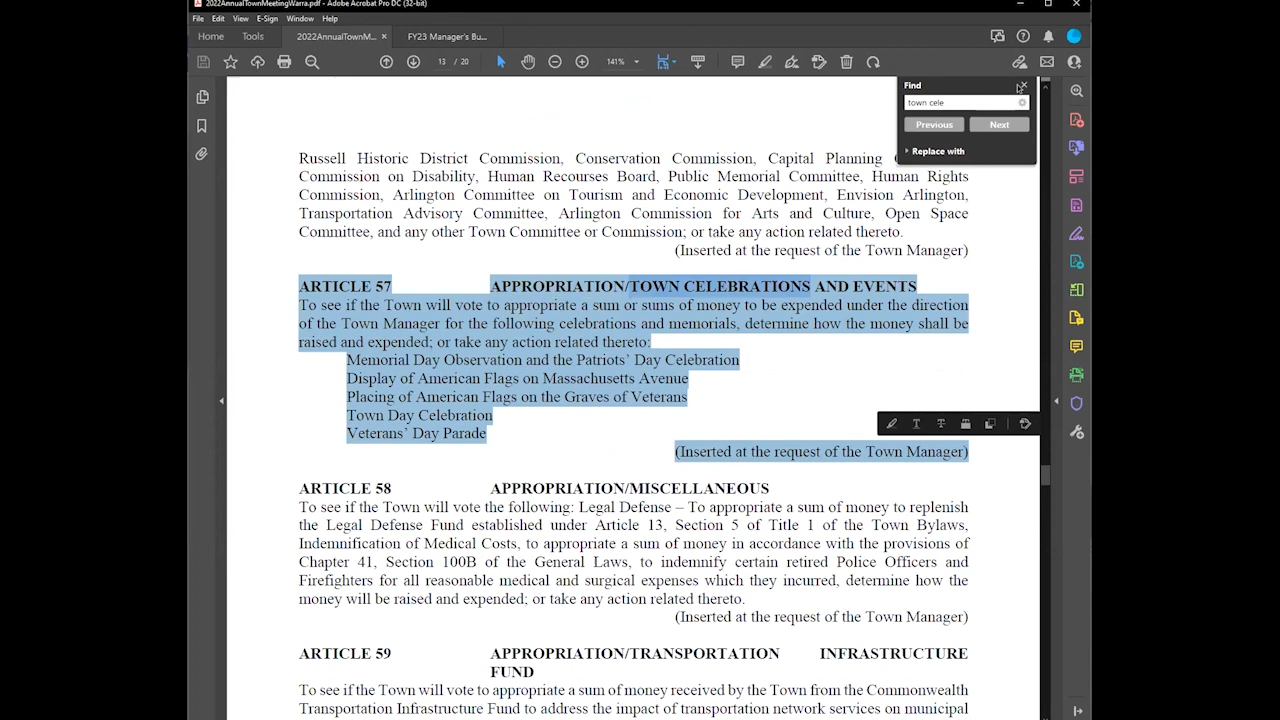 2022AnnualTownMeetingWarra.pdf - Adobe Acrobat Pro DC (32-bit)
File Edit View E-Sign Window Help
Home Tools 2022AnnualTownM... × FY23 Manager's Bu...
13 / 20 141%
Find
town cele
Previous Next
Replace with
Russell Historic District Commission, Conservation Commission, Capital Planning
Commission on Disability, Human Recourses Board, Public Memorial Committee, Human Rights
Commission, Arlington Committee on Tourism and Economic Development, Envision Arlington,
Transportation Advisory Committee, Arlington Commission for Arts and Culture, Open Space
Committee, and any other Town Committee or Commission; or take any action related thereto.
(Inserted at the request of the Town Manager)
ARTICLE 57 APPROPRIATION/TOWN CELEBRATIONS AND EVENTS
To see if the Town will vote to appropriate a sum or sums of money to be expended under the direction
of the Town Manager for the following celebrations and memorials, determine how the money shall be
raised and expended; or take any action related thereto:
Memorial Day Observation and the Patriots' Day Celebration
Display of American Flags on Massachusetts Avenue
Placing of American Flags on the Graves of Veterans
Town Day Celebration
Veterans' Day Parade
(Inserted at the request of the Town Manager)
ARTICLE 58 APPROPRIATION/MISCELLANEOUS
To see if the Town will vote the following: Legal Defense – To appropriate a sum of money to replenish
the Legal Defense Fund established under Article 13, Section 5 of Title 1 of the Town Bylaws,
Indemnification of Medical Costs, to appropriate a sum of money in accordance with the provisions of
Chapter 41, Section 100B of the General Laws, to indemnify certain retired Police Officers and
Firefighters for all reasonable medical and surgical expenses which they incurred, determine how the
money will be raised and expended; or take any action related thereto.
(Inserted at the request of the Town Manager)
ARTICLE 59 APPROPRIATION/TRANSPORTATION INFRASTRUCTURE
FUND
To see if the Town will vote to appropriate a sum of money received by the Town from the Commonwealth
Transportation Infrastructure Fund to address the impact of transportation network services on municipal